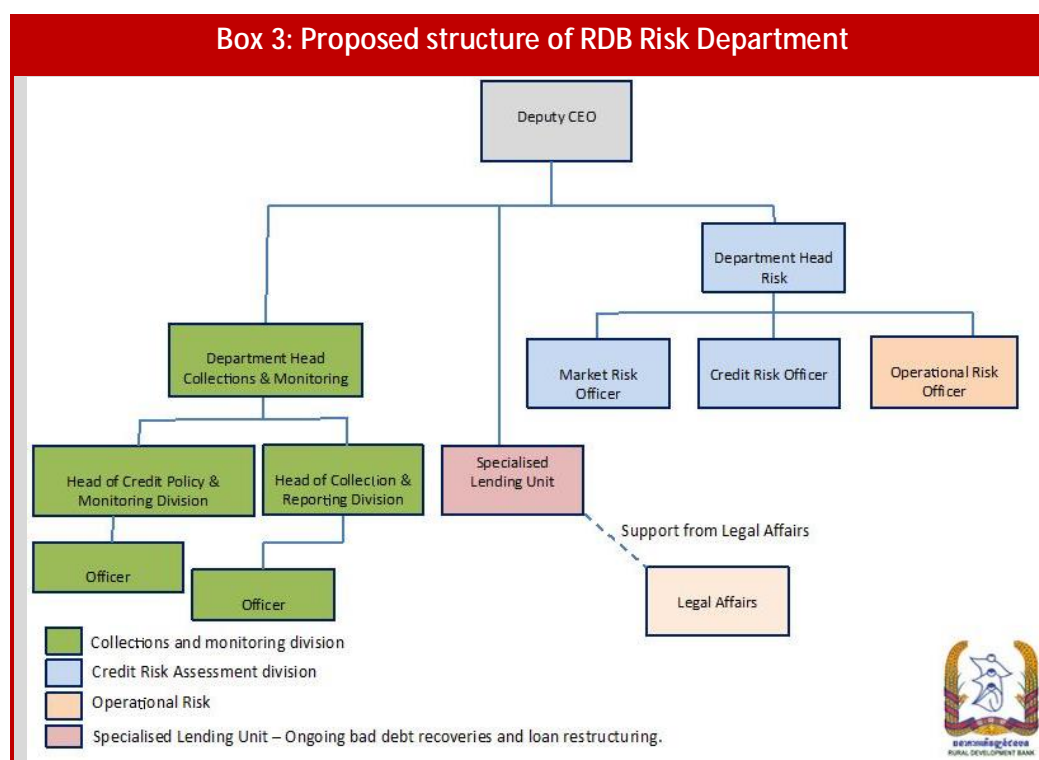 Box 3: Proposed structure of RDB Risk Department
Deputy CEO
Department Head
Risk
Department Head
Collections & Monitoring
Market Risk
Officer
Credit Risk Officer
Operational Risk
Officer
Head of Credit Policy &
Monitoring Division
Head of Collection &
Reporting Division
Specialised
Lending Unit
Support from Legal Affairs
Officer
Officer
Legal Affairs
Collections and monitoring division
Credit Risk Assessment division
Operational Risk
Specialised Lending Unit – Ongoing bad debt recoveries and loan restructuring.
RURAL DEVELOPMENT BANK